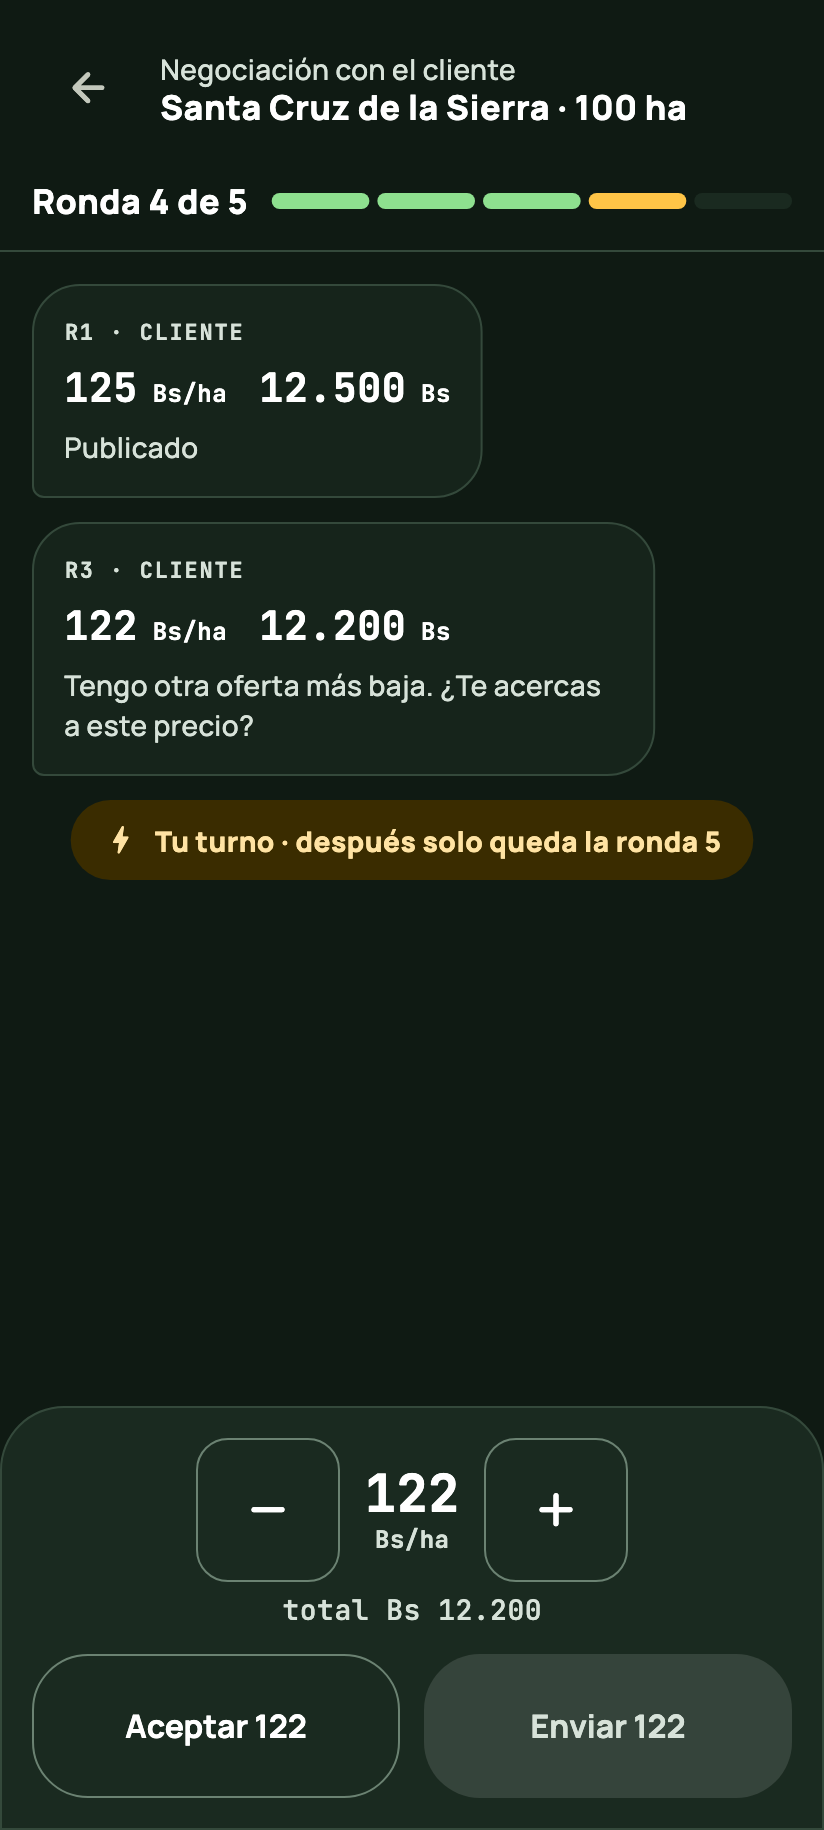 Negociación con el cliente
Santa Cruz de la Sierra · 100 ha
Ronda 4 de 5
R1 · CLIENTE
125 Bs/ha 12.500 Bs
Publicado
R3 · CLIENTE
122 Bs/ha 12.200 Bs
Tengo otra oferta más baja. ¿Te acercas
a este precio?
Tu turno · después solo queda la ronda 5
122
Bs/ha
total Bs 12.200
Aceptar 122
Enviar 122